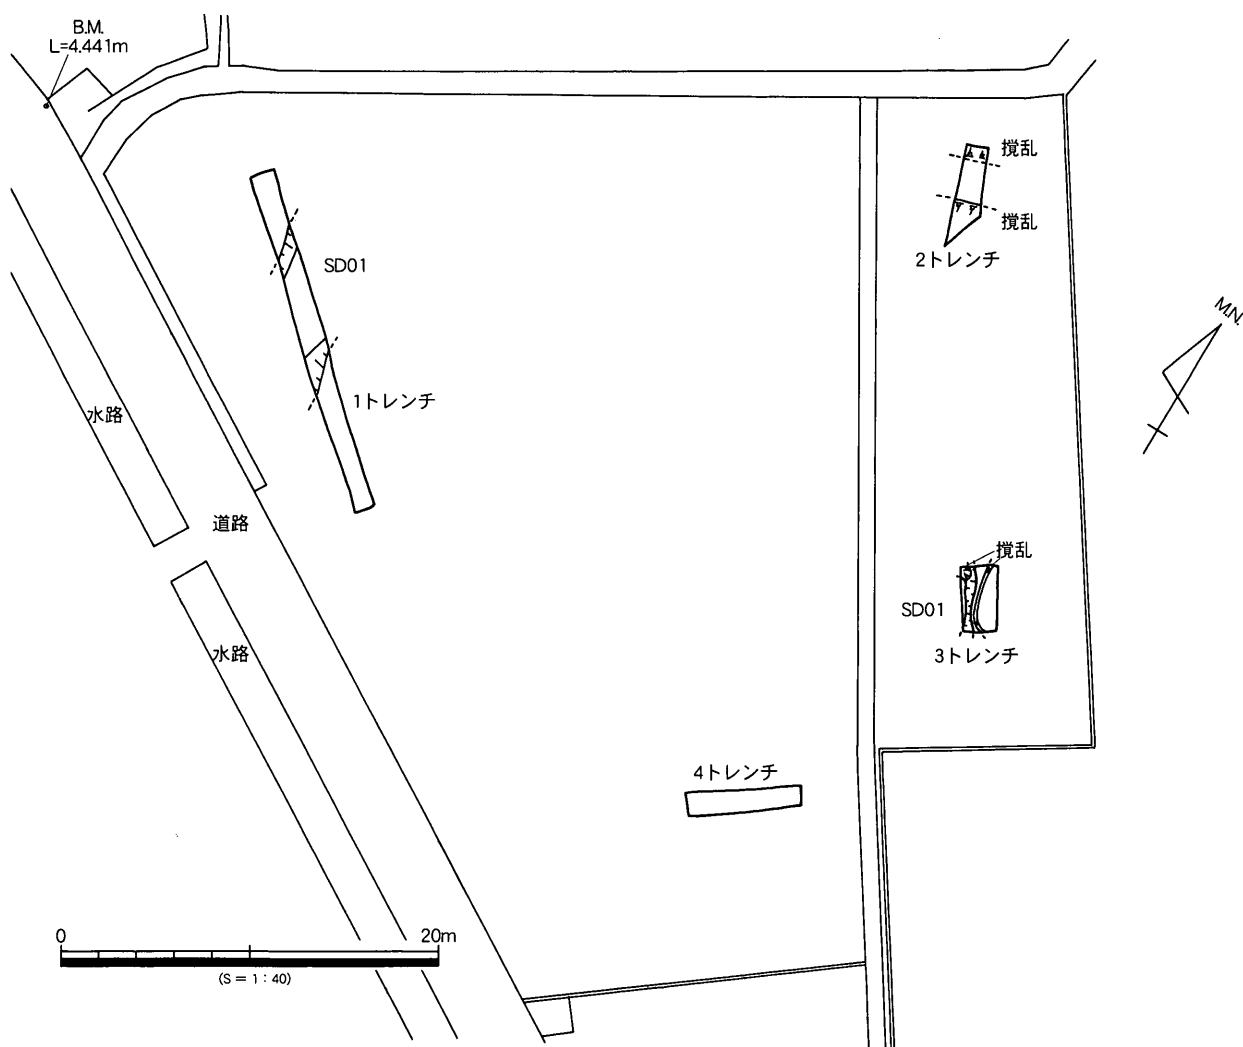 B.M.
L=4.441m
撹乱
撹乱
2トレンチ
SD01
M.N.
1トレンチ
水路
道路
撹乱
SD01
3トレンチ
水路
4トレンチ
0 20m
(S = 1 : 40)